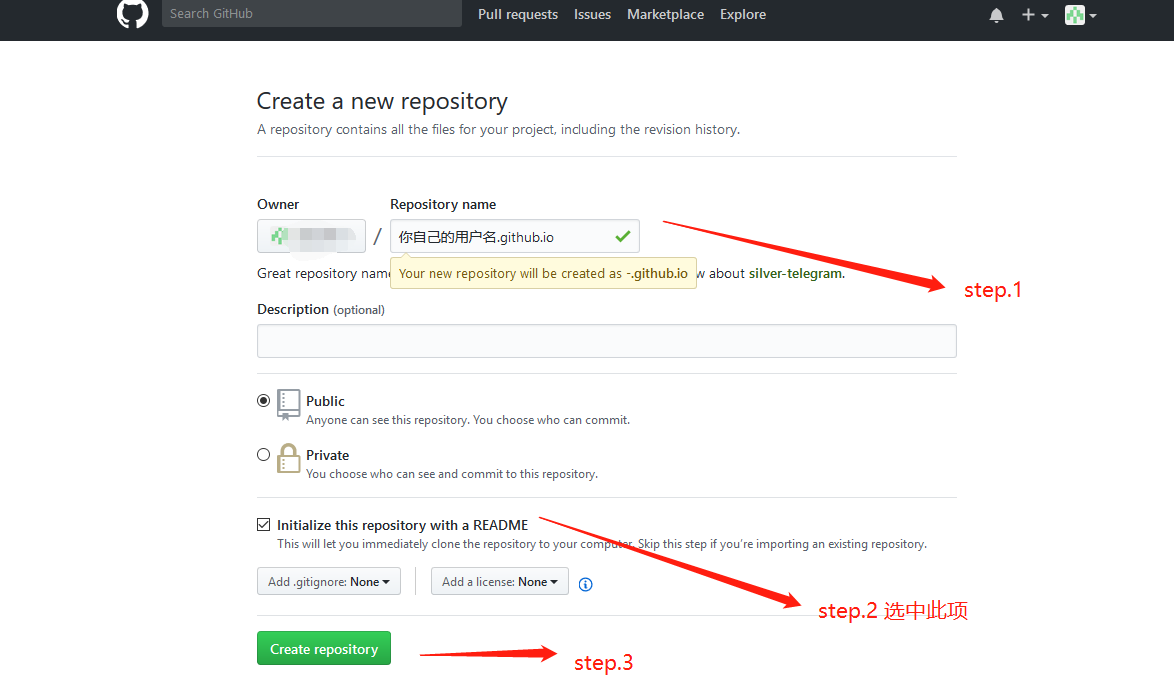 Search GitHub Pull requests Issues Marketplace Explore
Create a new repository
A repository contains all the files for your project, including the revision history.
Owner Repository name
/ 你自己的用户名.github.io
Great repository name Your new repository will be created as -.github.io w about silver-telegram.
step.1
Description (optional)
Public
Anyone can see this repository. You choose who can commit.
Private
You choose who can see and commit to this repository.
Initialize this repository with a README
This will let you immediately clone the repository to your computer. Skip this step if you're importing an existing repository.
Add .gitignore: None Add a license: None
step.2 选中此项
Create repository
step.3